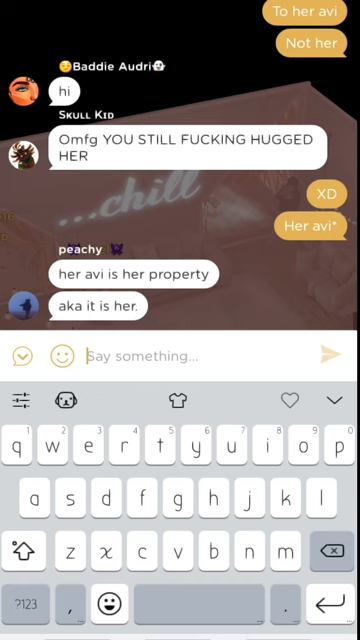 To her avi
Not her
😏Baddie Audri👻
hi
Sᴋᴜʟʟ Kɪᴅ
Omfg YOU STILL FUCKING HUGGED
HER
...chill
XD
Her avi*
peachy
her avi is her property
aka it is her.
Say something...
1 2 3 4 5 6 7 8 9 0
q w e r t y u i o p
a s d f g h j k l
z x c v b n m
?123 , .